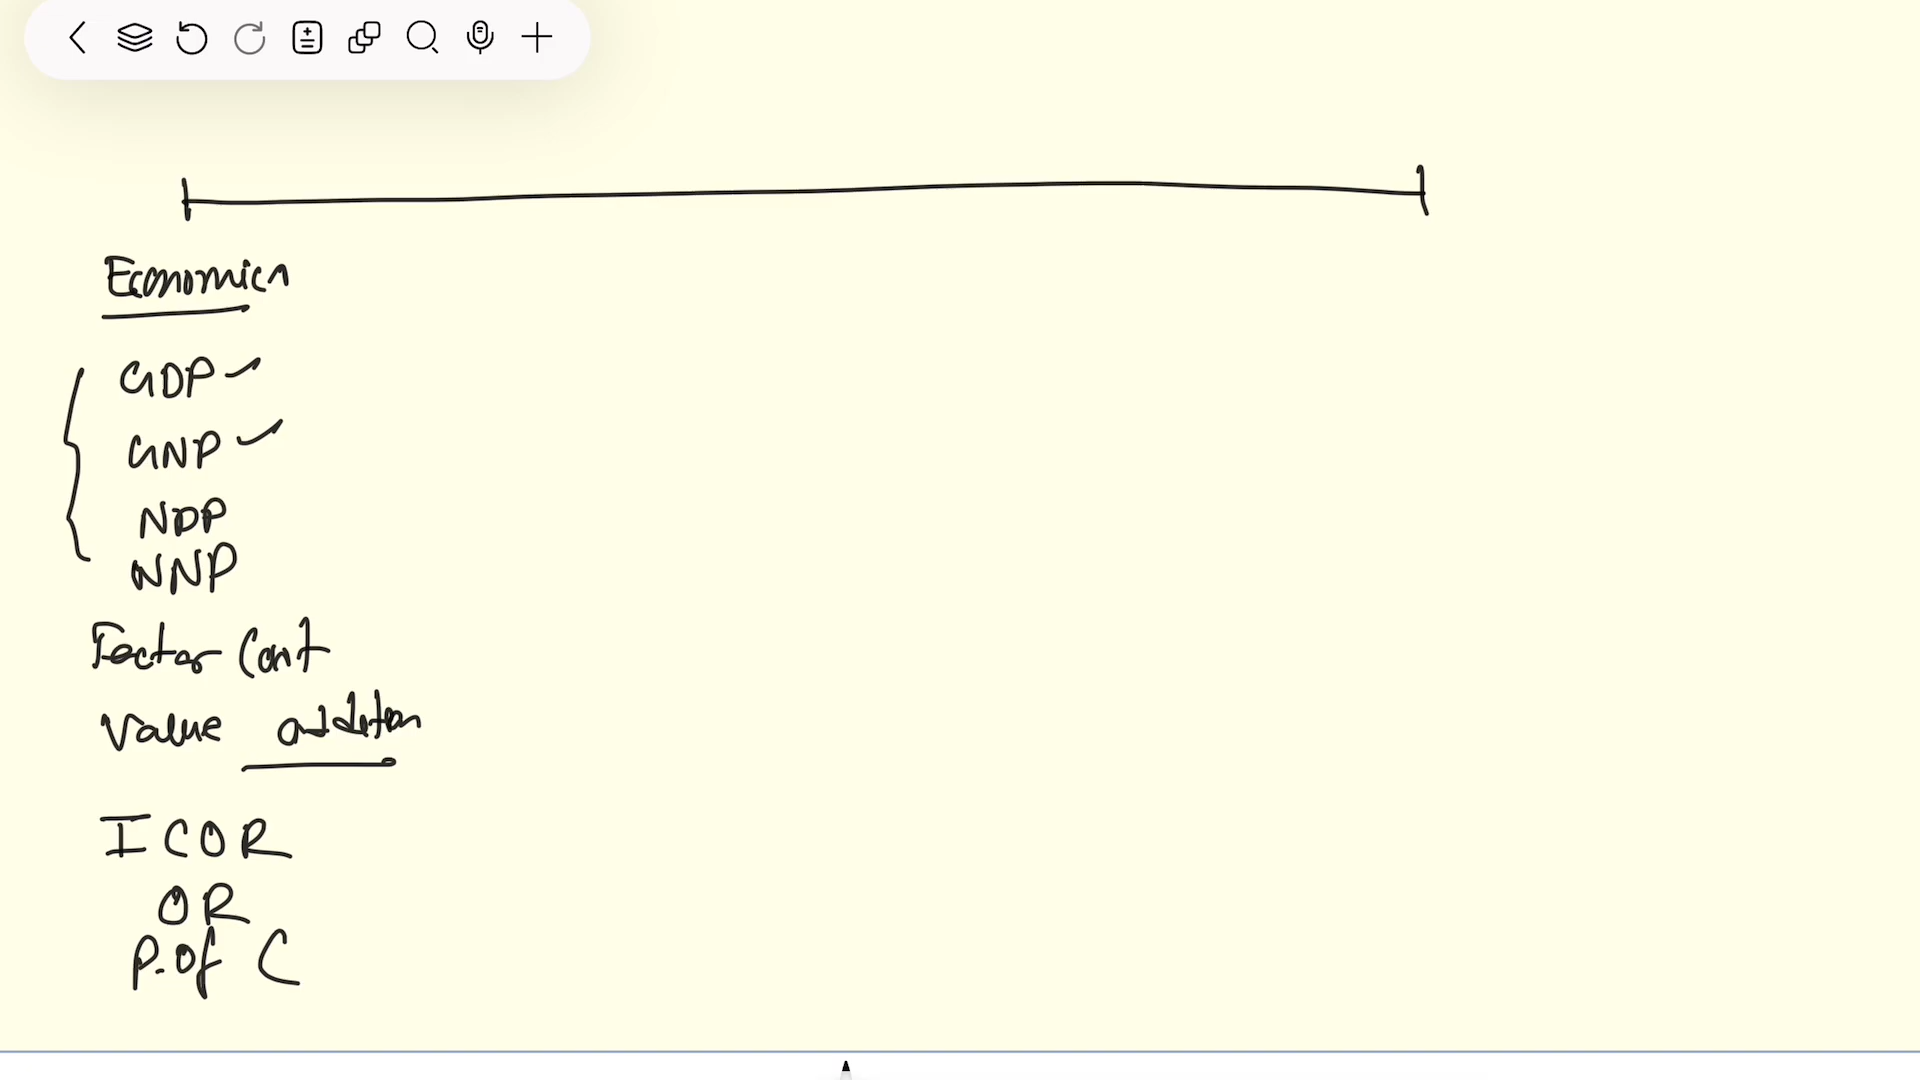 Economics
GDP
GNP
NDP
NNP
Factor Cost
Value addition
ICOR
OR
P. of C